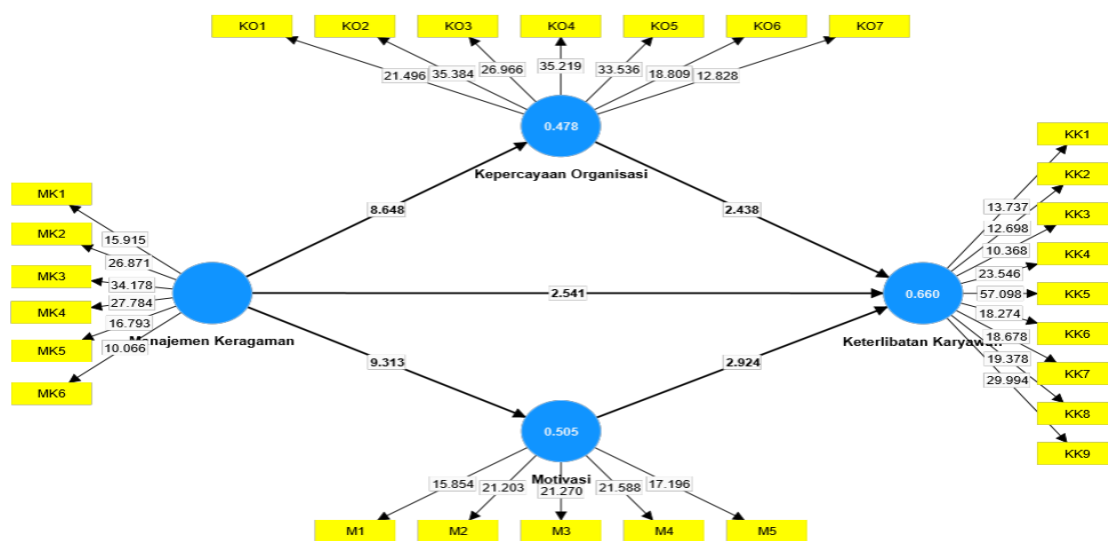 KO1 KO2 KO3 KO4 KO5 KO6 KO7
21.496 35.384 26.966 35.219 33.536 18.809 12.828
0.478
Kepercayaan Organisasi
8.648
2.438
MK1
MK2
MK3
MK4
MK5
MK6
15.915
26.871
34.178
27.784
16.793
10.066
Manajemen Keragaman
2.541
KK1
KK2
KK3
KK4
KK5
KK6
KK7
KK8
KK9
13.737
12.698
10.368
23.546
57.098
18.274
18.678
19.378
29.994
0.660
Keterlibatan Karyawan
9.313
2.924
0.505
Motivasi
15.854 21.203 21.270 21.588 17.196
M1 M2 M3 M4 M5